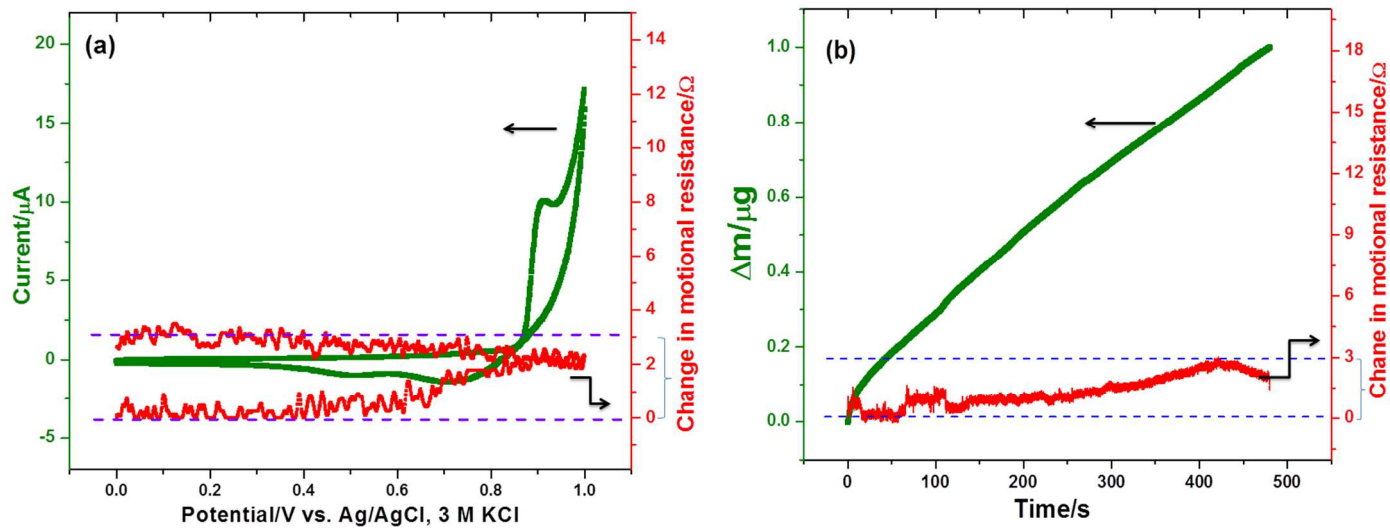 (a)
20
15
10
5
0
-5
Current/μA
0.0 0.2 0.4 0.6 0.8 1.0
Potential/V vs. Ag/AgCl, 3 M KCl
14
12
10
8
6
4
2
0
Change in motional resistance/Ω
(b)
1.0
0.8
0.6
0.4
0.2
0.0
Δm/μg
0 100 200 300 400 500
Time/s
18
15
12
9
6
3
0
Chane in motional resistance/Ω